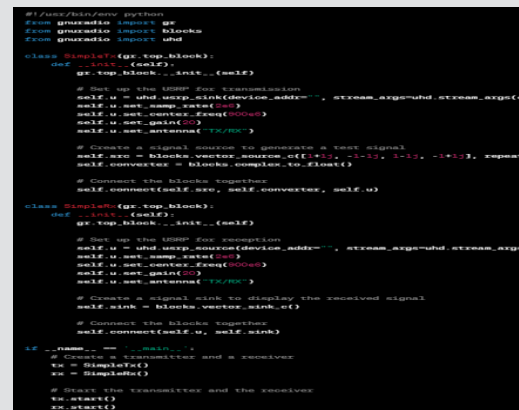 #!/usr/bin/env python
from gnuradio import gr
from gnuradio import blocks
from gnuradio import uhd
class SimpleTx(gr.top_block):
def __init__(self):
gr.top_block.__init__(self)
# Set up the USRP for transmission
self.u = uhd.usrp_sink(device_addr="", stream_args=uhd.stream_args(
self.u.set_samp_rate(2e6)
self.u.set_center_freq(900e6)
self.u.set_gain(20)
self.u.set_antenna("TX/RX")
# Create a signal source to generate a test signal
self.src = blocks.vector_source_c([1+1j, -1-1j, 1-1j, -1+1j], repeat
self.converter = blocks.complex_to_float()
# Connect the blocks together
self.connect(self.src, self.converter, self.u)
class SimpleRx(gr.top_block):
def __init__(self):
gr.top_block.__init__(self)
# Set up the USRP for reception
self.u = uhd.usrp_source(device_addr="", stream_args=uhd.stream_arg
self.u.set_samp_rate(2e6)
self.u.set_center_freq(900e6)
self.u.set_gain(20)
self.u.set_antenna("TX/RX")
# Create a signal sink to display the received signal
self.sink = blocks.vector_sink_c()
# Connect the blocks together
self.connect(self.u, self.sink)
if __name__ == '__main__':
# Create a transmitter and a receiver
tx = SimpleTx()
rx = SimpleRx()
# Start the transmitter and the receiver
tx.start()
rx.start()